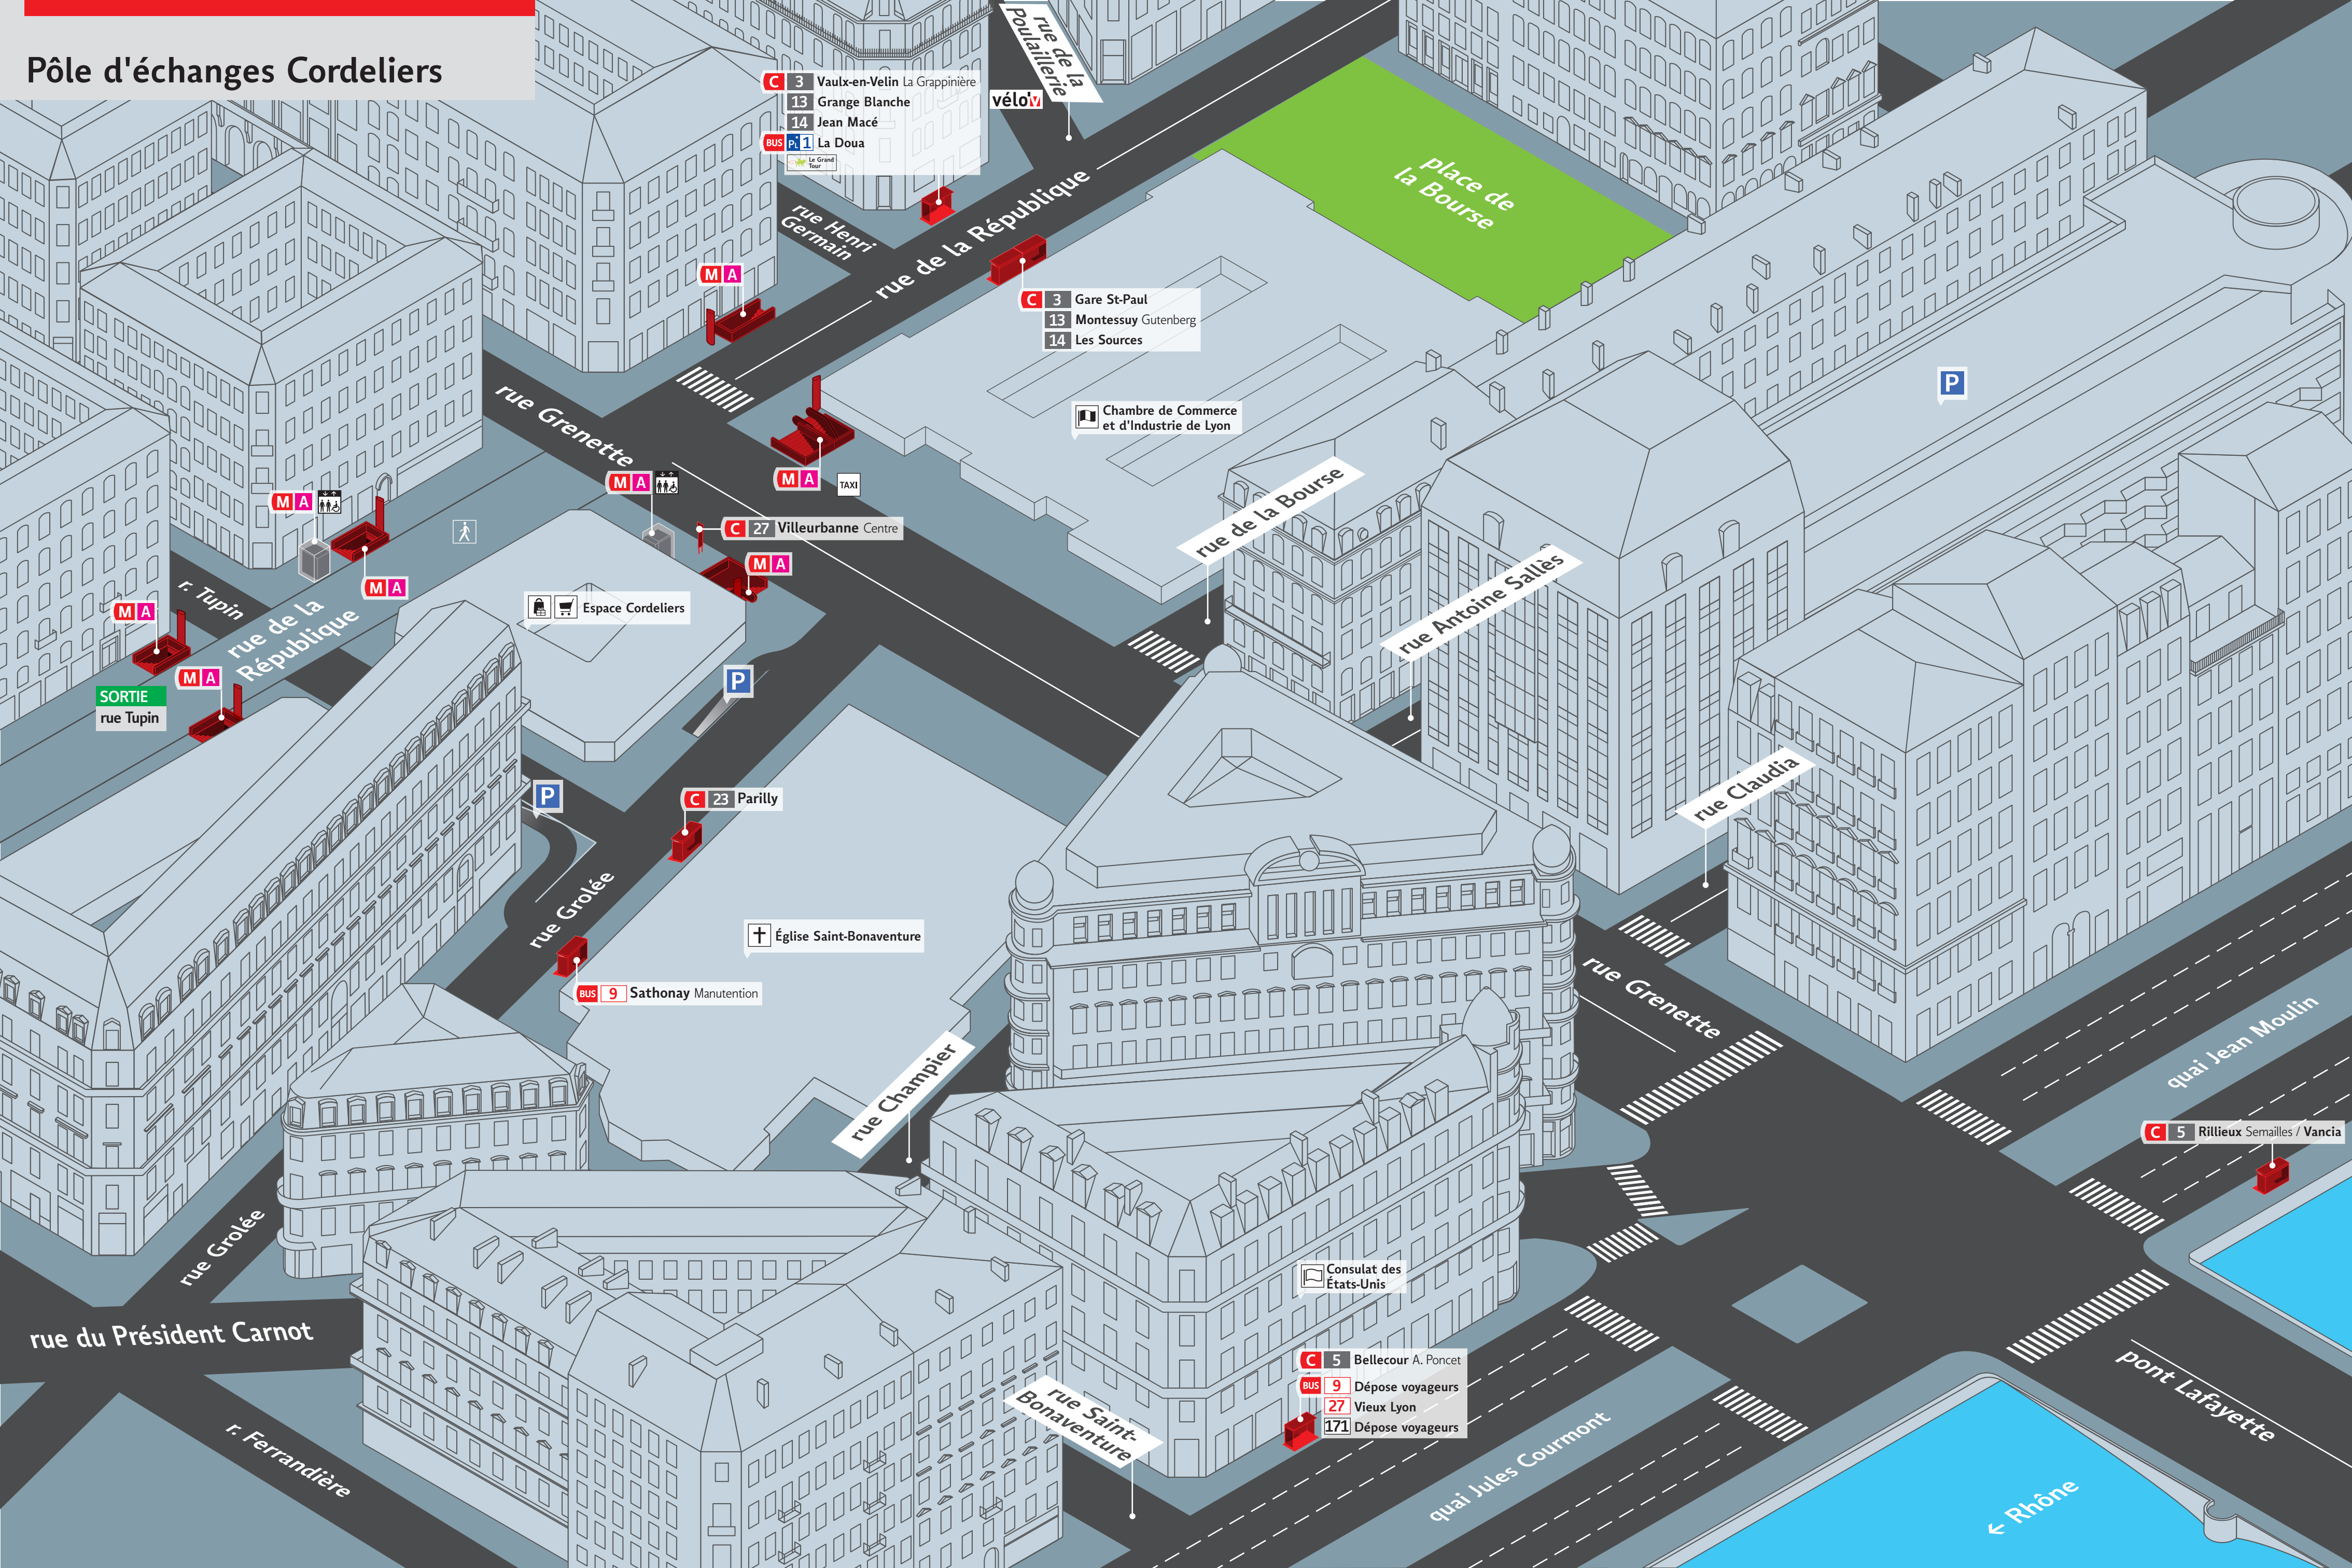 Pôle d'échanges Cordeliers
C 3 Vaulx-en-Velin La Grappinière
13 Grange Blanche
14 Jean Macé
BUS PL 1 La Doua
Le Grand
Tour
vélo'v
rue de la
Poulaillerie
rue Henri
Germain
rue de la République
place de
la Bourse
M A
C 3 Gare St-Paul
13 Montessuy Gutenberg
14 Les Sources
rue Grenette
Chambre de Commerce
et d'Industrie de Lyon
P
M A
M A
M A
TAXI
C 27 Villeurbanne Centre
M A
M A
rue de la Bourse
rue Antoine Sallès
r. Tupin
rue de la
République
Espace Cordeliers
M A
M A
SORTIE
rue Tupin
P
P
C 23 Parilly
rue Claudia
rue Grolée
Église Saint-Bonaventure
BUS 9 Sathonay Manutention
rue Grenette
quai Jean Moulin
rue Champier
C 5 Rillieux Semailles / Vancia
rue Grolée
Consulat des
États-Unis
rue du Président Carnot
C 5 Bellecour A. Poncet
BUS 9 Dépose voyageurs
27 Vieux Lyon
171 Dépose voyageurs
rue Saint-
Bonaventure
r. Ferrandière
quai Jules Courmont
pont Lafayette
← Rhône